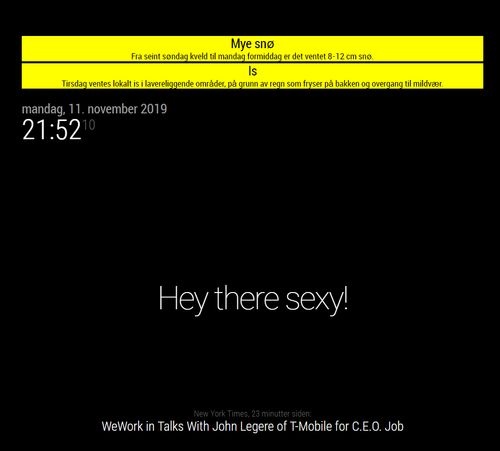 Mye snø
Fra seint søndag kveld til mandag formiddag er det ventet 8-12 cm snø.
Is
Tirsdag ventes lokalt is i lavereliggende områder, på grunn av regn som fryser på bakken og overgang til mildvær.
mandag, 11. november 2019
21:52 10
Hey there sexy!
New York Times, 23 minutter siden:
WeWork in Talks With John Legere of T-Mobile for C.E.O. Job